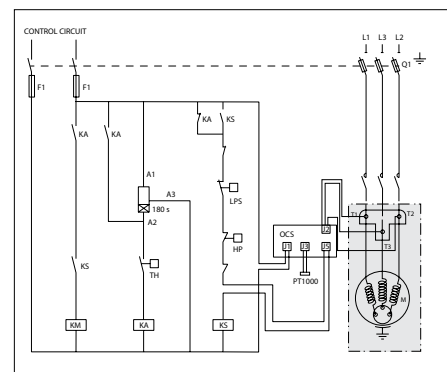 CONTROL CIRCUIT
L1 L3 L2
Q1
F1 F1
KA KA KA KS
A1
A3
180 s
A2
LPS
T1 T2
J2
OCS
T3
J1 J3 J5
HP
KS TH PT1000 M
KM KA KS